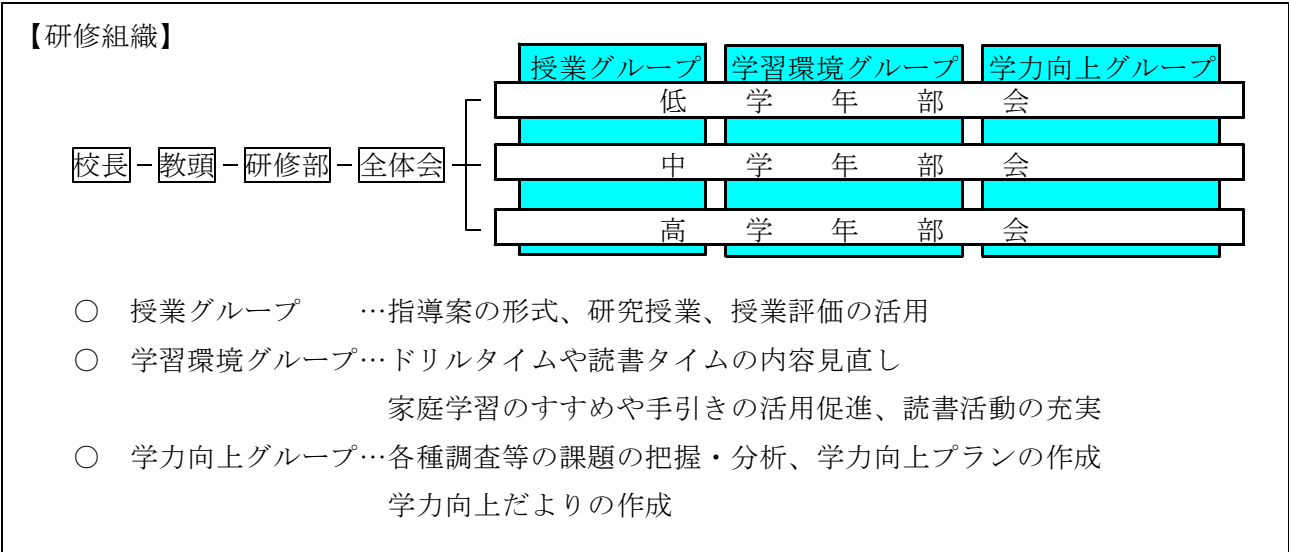 【研修組織】
授業グループ 学習環境グループ 学力向上グループ
低学年部会
校長 教頭 研修部 全体会 中学年部会
高学年部会
○ 授業グループ …指導案の形式、研究授業、授業評価の活用
○ 学習環境グループ…ドリルタイムや読書タイムの内容見直し
家庭学習のすすめや手引きの活用促進、読書活動の充実
○ 学力向上グループ…各種調査等の課題の把握・分析、学力向上プランの作成
学力向上だよりの作成